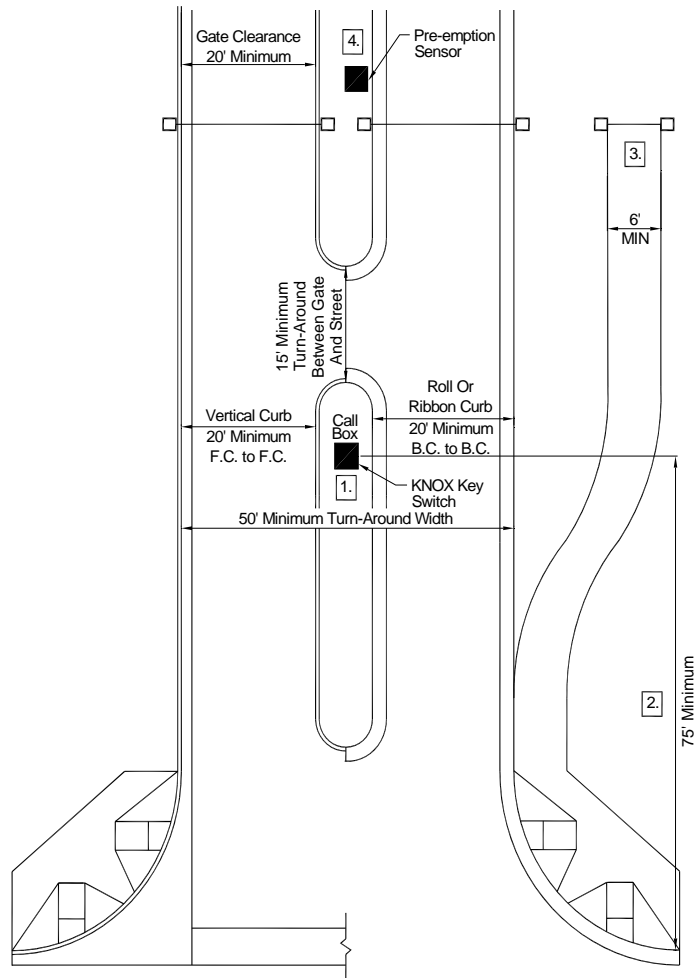 Gate Clearance
20' Minimum
4.
Pre-emption
Sensor
3.
6'
MIN
15' Minimum
Turn-Around
Between Gate
And Street
Vertical Curb
20' Minimum
F.C. to F.C.
Call
Box
Roll Or
Ribbon Curb
20' Minimum
B.C. to B.C.
1.
KNOX Key
Switch
50' Minimum Turn-Around Width
2.
75' Minimum